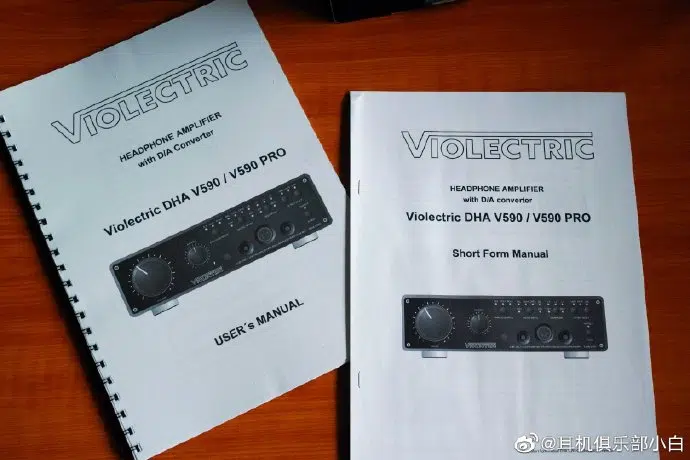 VIOLECTRIC
HEADPHONE AMPLIFIER
with D/A Converter
Violectric DHA V590 / V590 PRO
USER´s MANUAL
VIOLECTRIC
HEADPHONE AMPLIFIER
with D/A converter
Violectric DHA V590 / V590 PRO
Short Form Manual
@耳机俱乐部小白